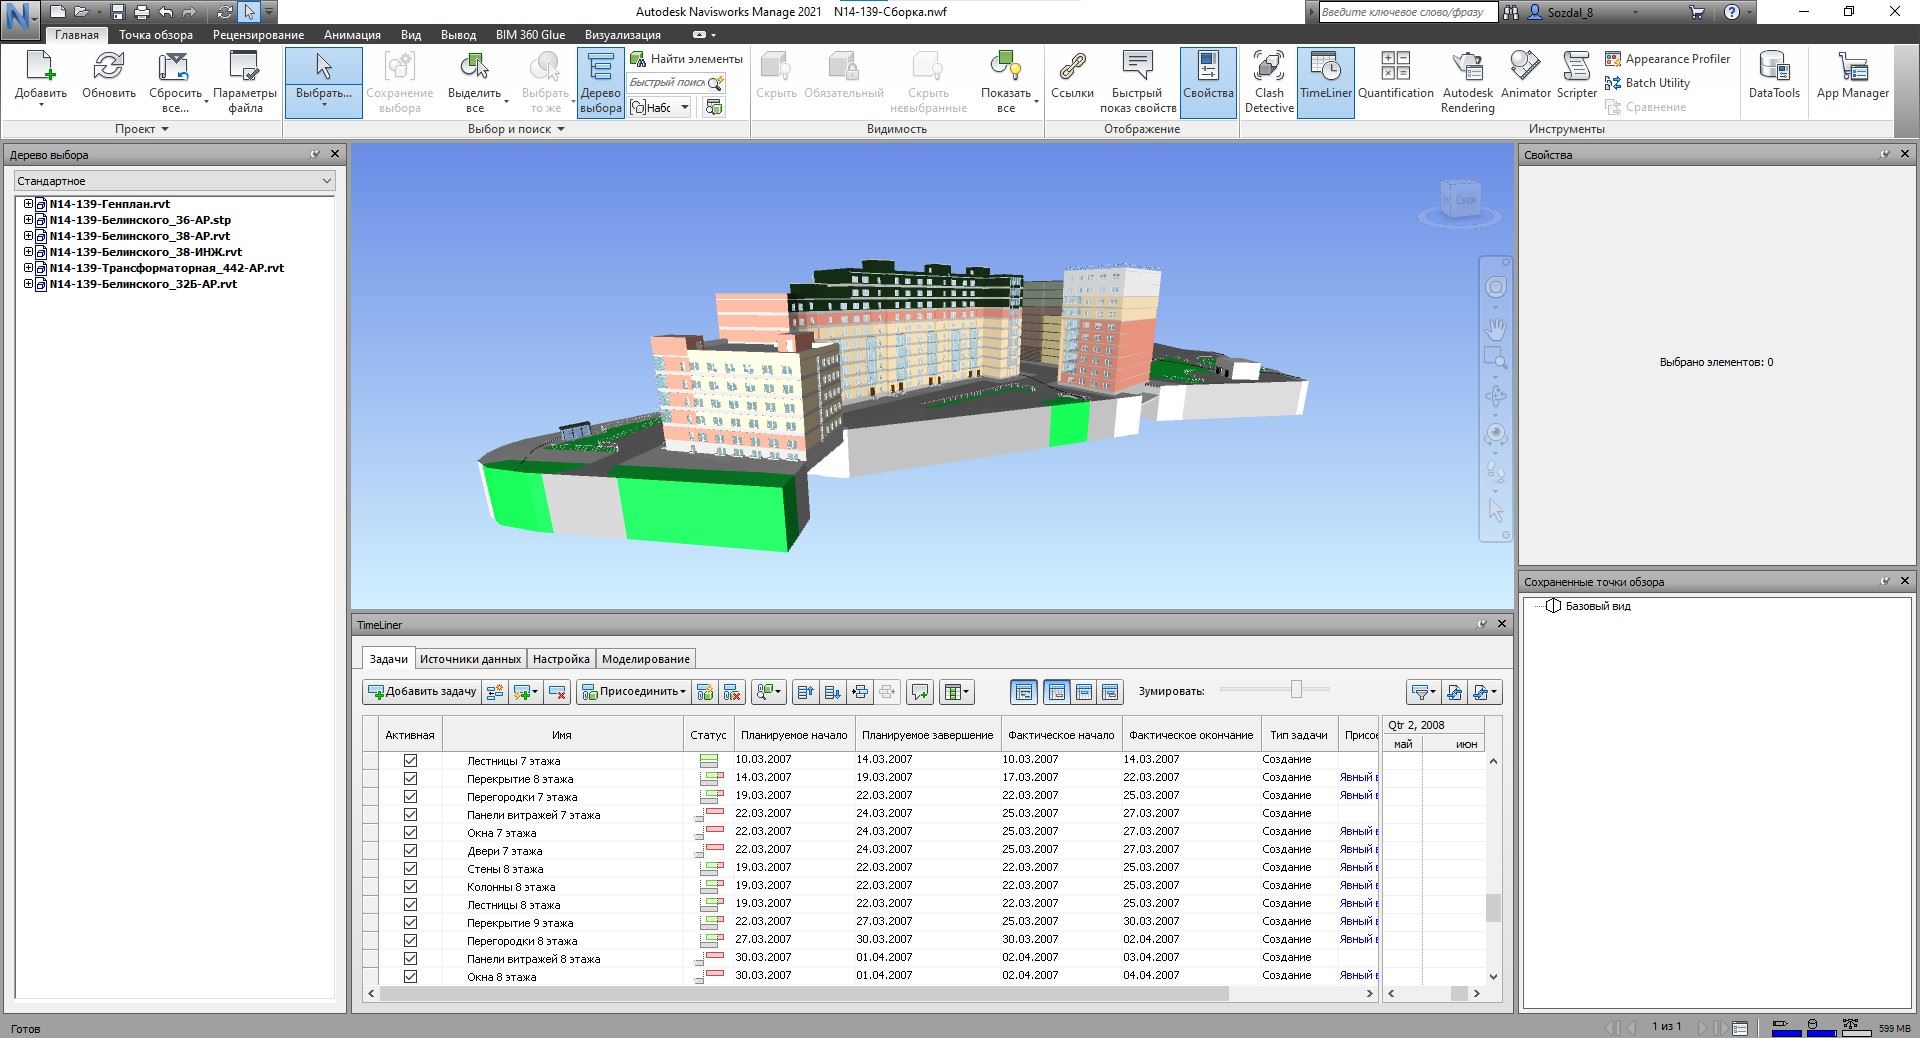 Autodesk Navisworks Manage 2021 N14-139-Сборка.nwf
Введите ключевое слово/фразу
Sozdal_8
Главная Точка обзора Рецензирование Анимация Вид Вывод BIM 360 Glue Визуализация
Добавить
Обновить
Сбросить все...
Параметры файла
Проект
Выбрать...
Сохранение выбора
Выделить все
Выбрать то же
Дерево выбора
Найти элементы
Быстрый поиск
Набс
Выбор и поиск
Скрыть
Обязательный
Скрыть невыбранные
Показать все
Видимость
Ссылки
Быстрый показ свойств
Свойства
Отображение
Clash Detective
TimeLiner
Quantification
Autodesk Rendering
Animator
Scripter
Appearance Profiler
Batch Utility
Сравнение
Инструменты
DataTools
App Manager
Дерево выбора
Стандартное
N14-139-Генплан.rvt
N14-139-Белинского_36-АР.stp
N14-139-Белинского_38-АР.rvt
N14-139-Белинского_38-ИНЖ.rvt
N14-139-Трансформаторная_442-АР.rvt
N14-139-Белинского_32Б-АР.rvt
Свойства
Выбрано элементов: 0
Сохраненные точки обзора
Базовый вид
TimeLiner
Задачи Источники данных Настройка Моделирование
Добавить задачу Присоединить Зумировать:
Активная Имя Статус Планируемое начало Планируемое завершение Фактическое начало Фактическое окончание Тип задачи Присое
Qtr 2, 2008
май июн
Лестницы 7 этажа 10.03.2007 14.03.2007 10.03.2007 14.03.2007 Создание
Перекрытие 8 этажа 14.03.2007 19.03.2007 17.03.2007 22.03.2007 Создание Явный в
Перегородки 7 этажа 19.03.2007 22.03.2007 22.03.2007 25.03.2007 Создание Явный в
Панели витражей 7 этажа 22.03.2007 24.03.2007 25.03.2007 27.03.2007 Создание
Окна 7 этажа 22.03.2007 24.03.2007 25.03.2007 27.03.2007 Создание Явный в
Двери 7 этажа 22.03.2007 24.03.2007 25.03.2007 27.03.2007 Создание Явный в
Стены 8 этажа 19.03.2007 22.03.2007 22.03.2007 25.03.2007 Создание Явный в
Колонны 8 этажа 19.03.2007 22.03.2007 22.03.2007 25.03.2007 Создание Явный в
Лестницы 8 этажа 19.03.2007 22.03.2007 22.03.2007 25.03.2007 Создание Явный в
Перекрытие 9 этажа 22.03.2007 27.03.2007 25.03.2007 30.03.2007 Создание Явный в
Перегородки 8 этажа 27.03.2007 30.03.2007 30.03.2007 02.04.2007 Создание Явный в
Панели витражей 8 этажа 30.03.2007 01.04.2007 02.04.2007 03.04.2007 Создание
Окна 8 этажа 30.03.2007 01.04.2007 02.04.2007 04.04.2007 Создание Явный в
Готов
1 из 1
599 MB